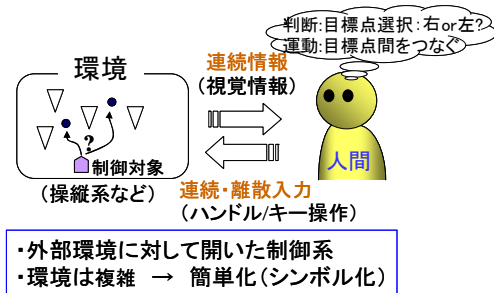 判断:目標点選択:右or左?
運動:目標点間をつなぐ
環境
連続情報
(視覚情報)
?
制御対象
人間
(操縦系など)
連続・離散入力
(ハンドル/キー操作)
・外部環境に対して開いた制御系
・環境は複雑 → 簡単化(シンボル化)